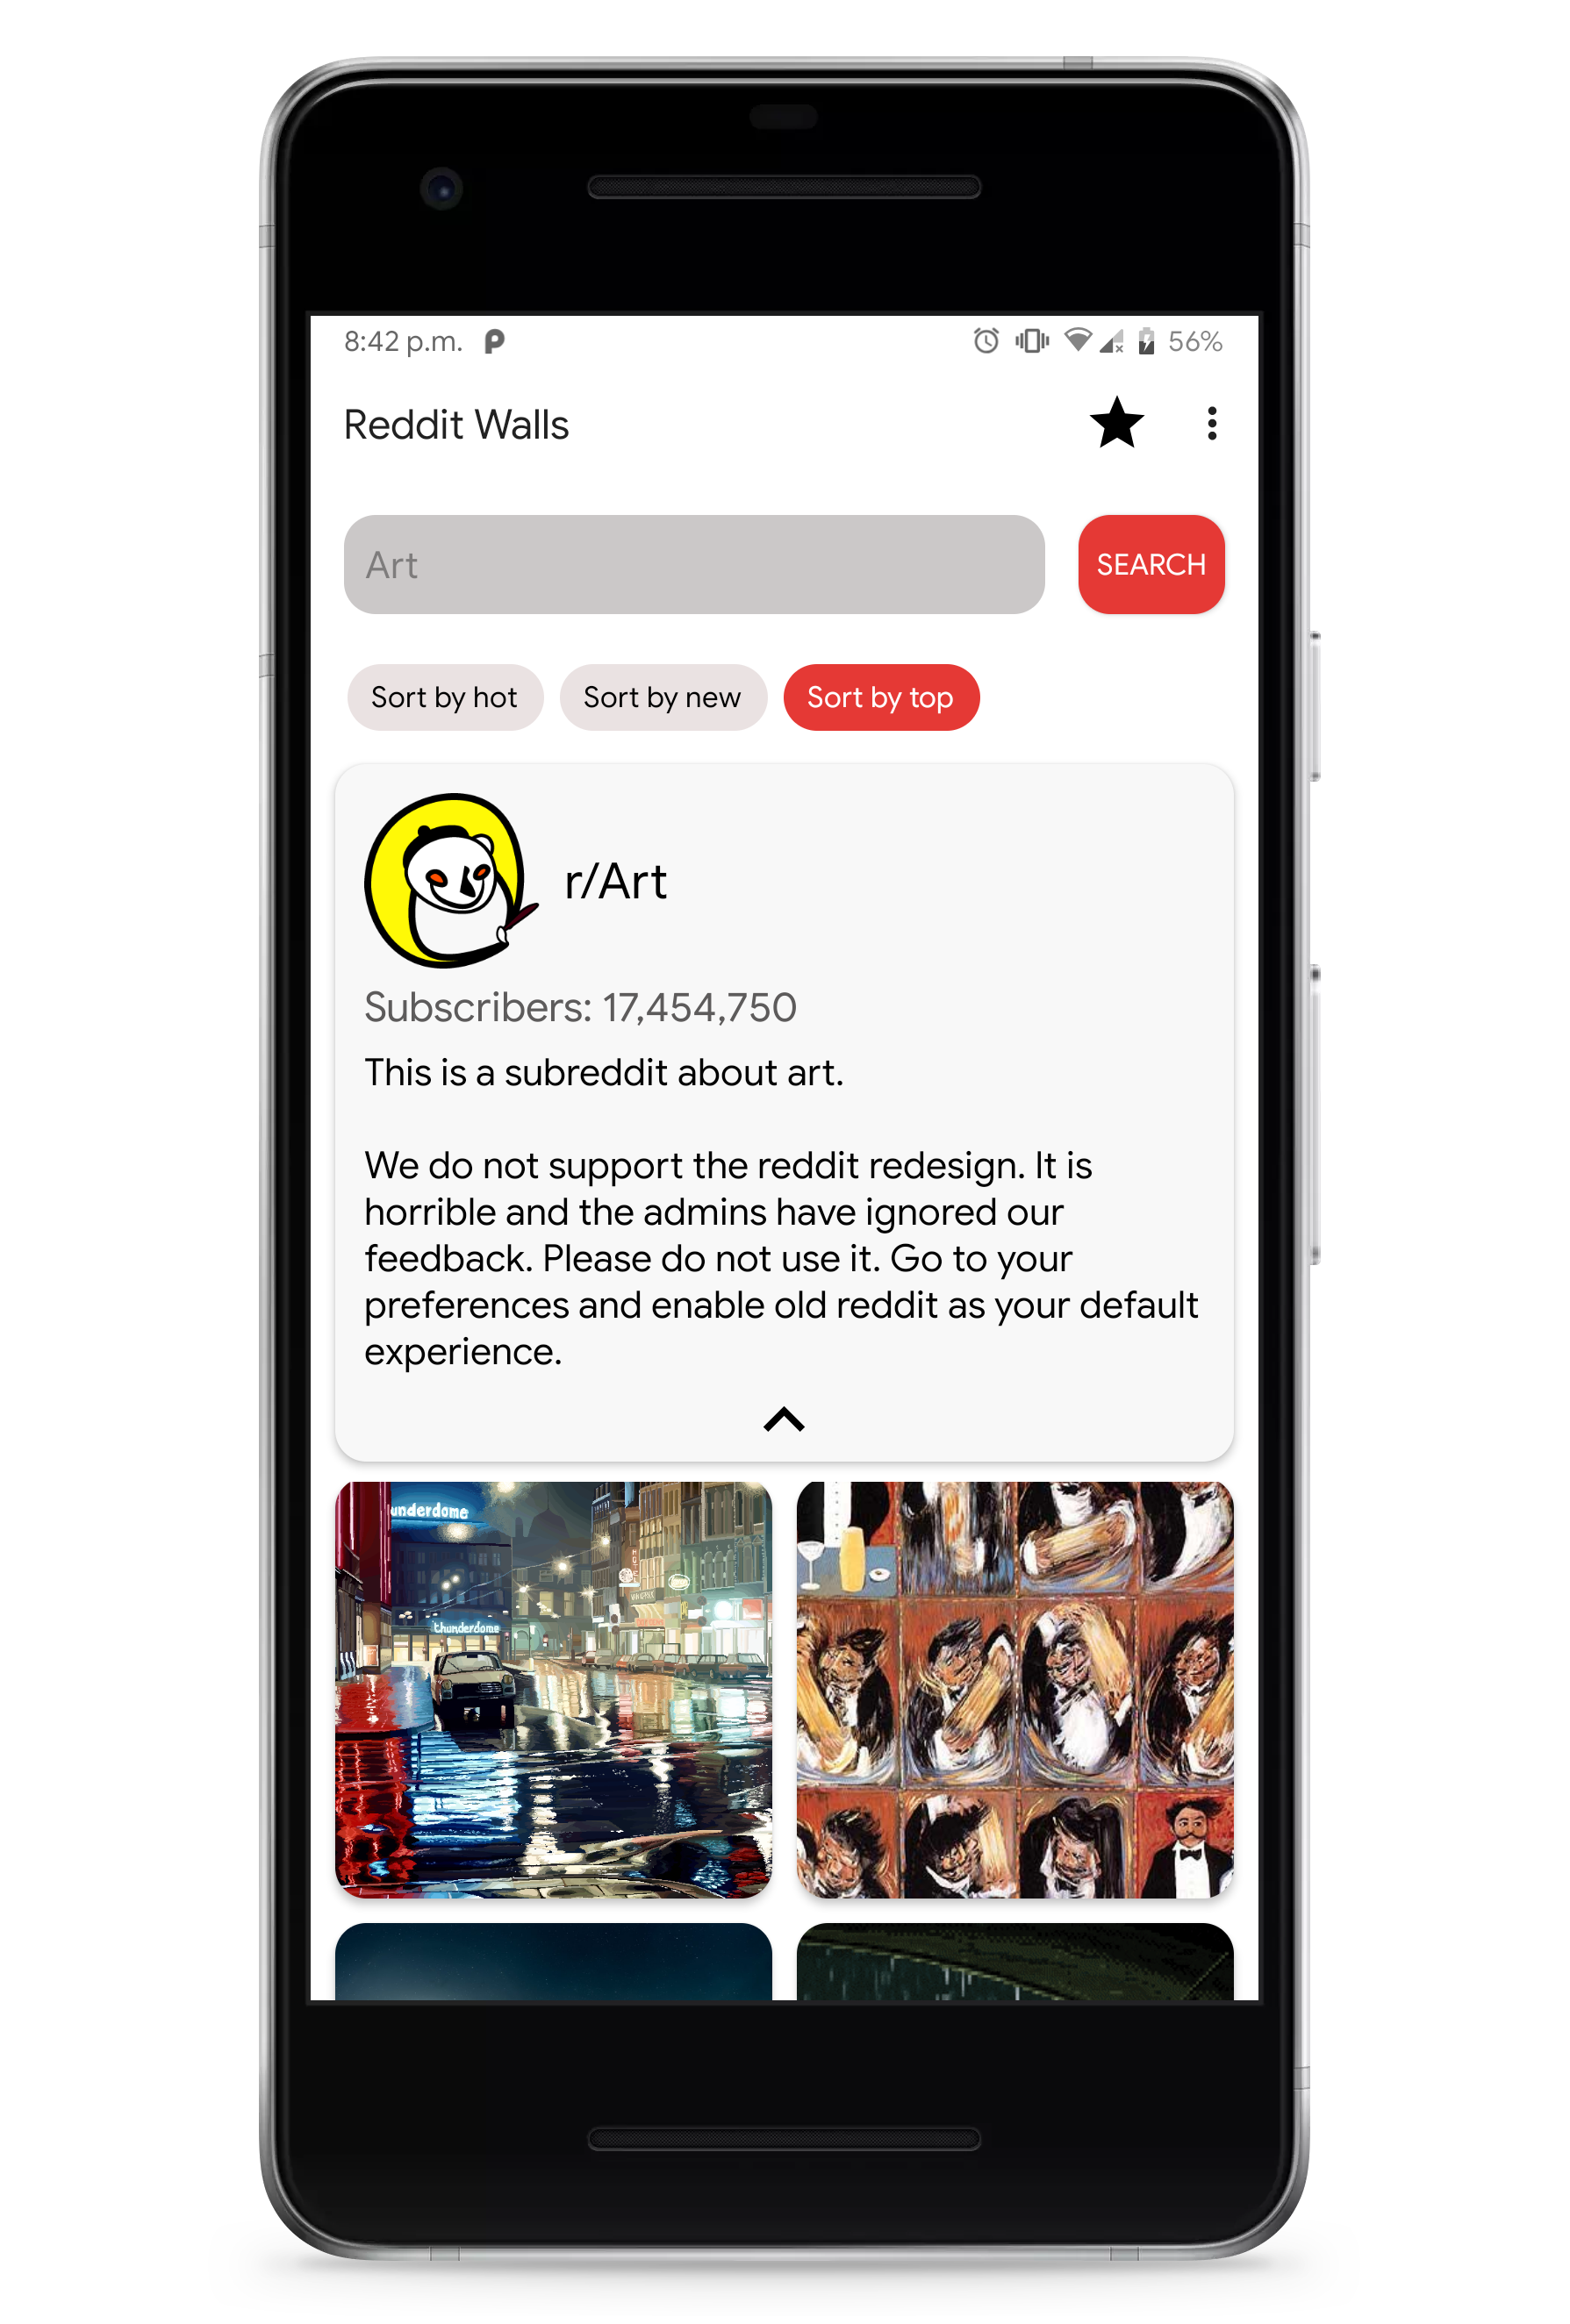 8:42 p.m.
56%
Reddit Walls
Art
SEARCH
Sort by hot
Sort by new
Sort by top
r/Art
Subscribers: 17,454,750
This is a subreddit about art.
We do not support the reddit redesign. It is
horrible and the admins have ignored our
feedback. Please do not use it. Go to your
preferences and enable old reddit as your default
experience.
underdome
thunderdome
HOTEL